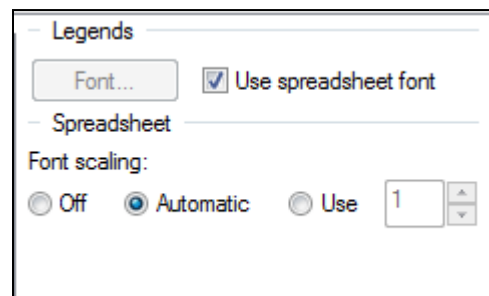 Legends
Font... Use spreadsheet font
Spreadsheet
Font scaling:
Off Automatic Use 1